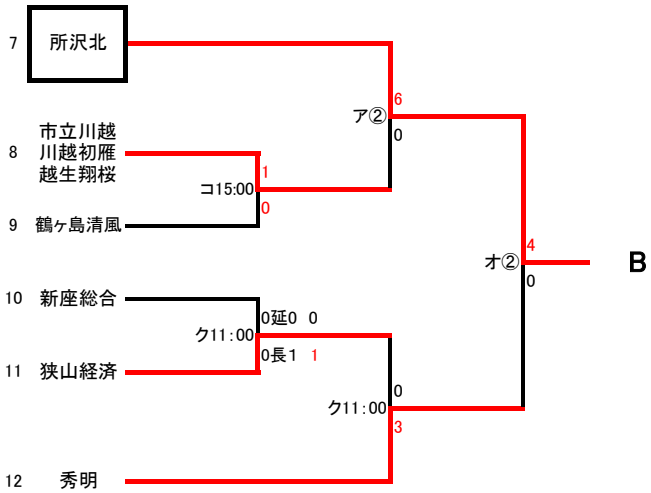 7 所沢北
6
ア②
0
市立川越
8 川越初雁
越生翔桜
1
コ15:00
0
9 鶴ヶ島清風
4
オ② B
0
10 新座総合
0延0 0
ク11:00
0長1 1
11 狭山経済
0
ク11:00
3
12 秀明